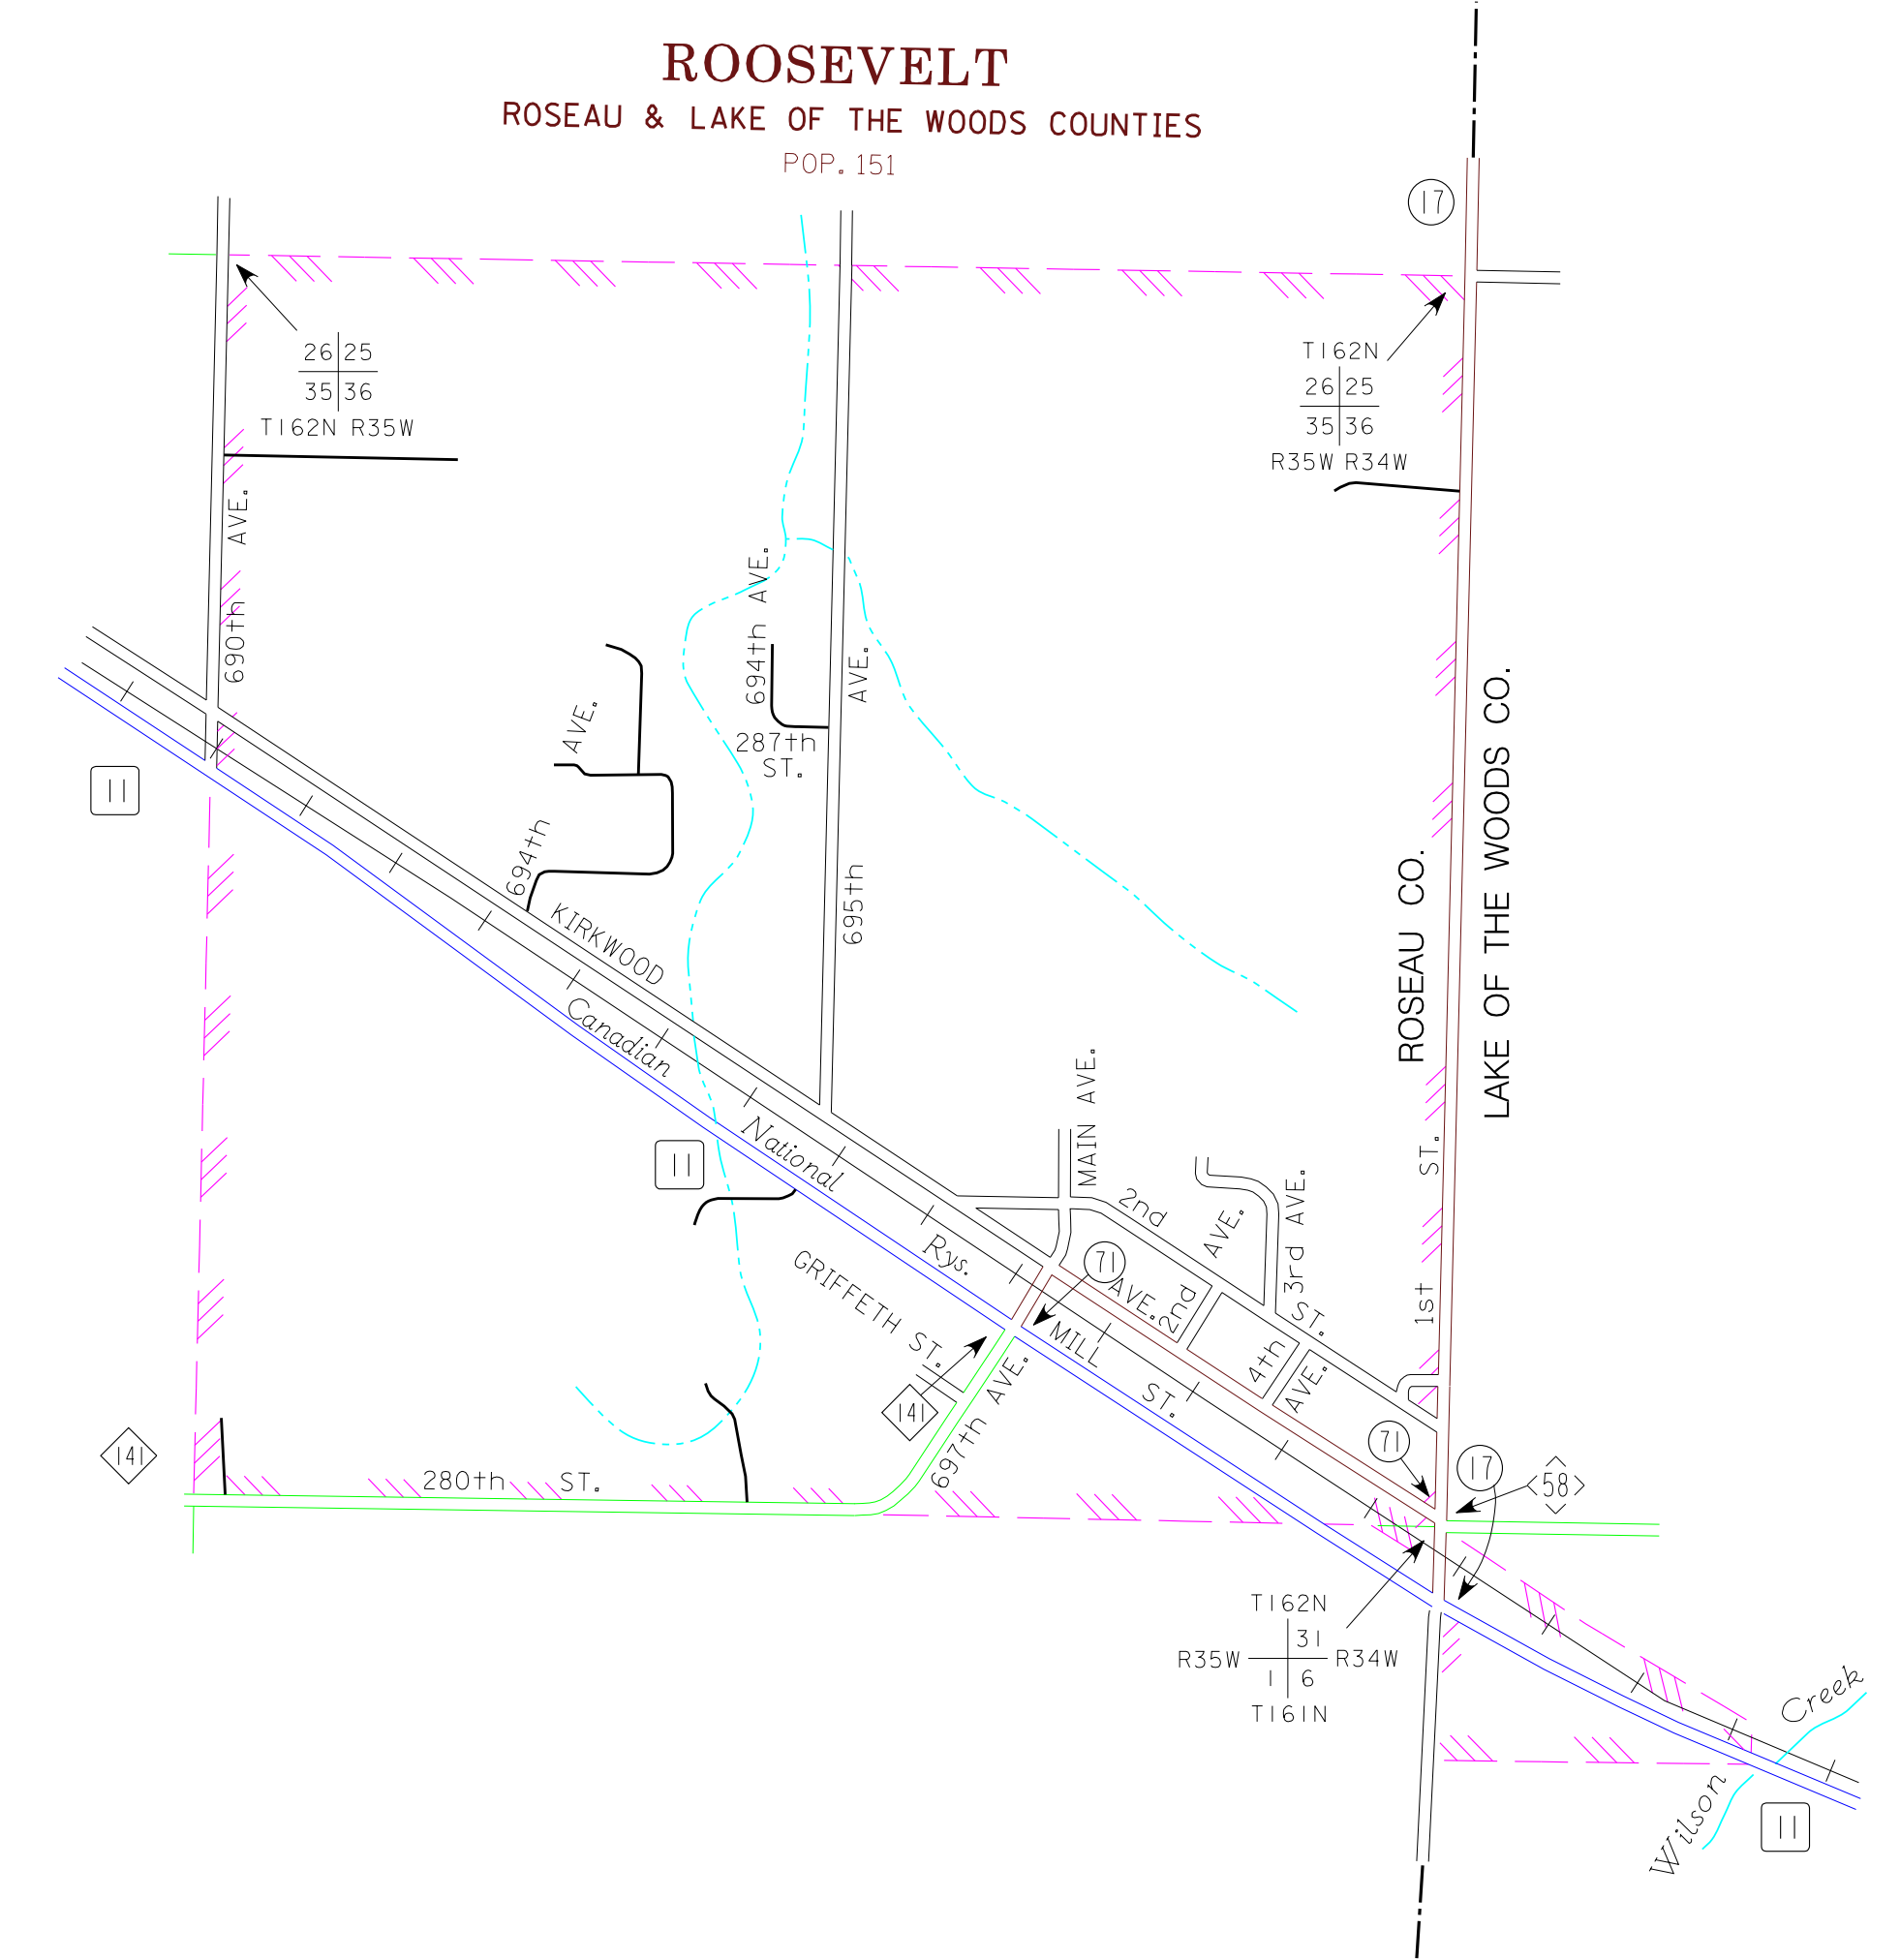 ROOSEVELT
ROSEAU & LAKE OF THE WOODS COUNTIES
POP. 151
17
26 25
35 36
T162N R35W
T162N
26 25
35 36
R35W R34W
690th AVE.
694th AVE.
287th
ST.
695th AVE.
694th AVE.
11
KIRKWOOD AVE.
Canadian National Rys.
ROSEAU CO.
LAKE OF THE WOODS CO.
11
MAIN AVE.
2nd ST.
2nd AVE.
3rd AVE.
4th AVE.
1st ST.
71
GRIFFETH ST.
MILL ST.
141
697th AVE.
141
280th ST.
71
17
58
T162N
31
R35W R34W
1 6
T161N
Wilson Creek
11